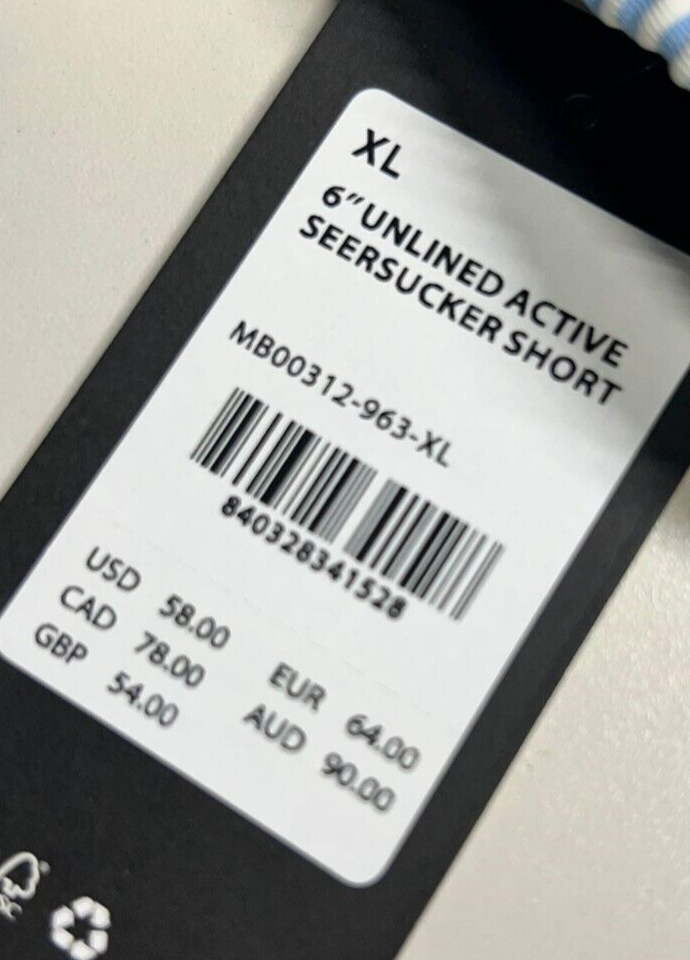 XL
6" UNLINED ACTIVE
SEERSUCKER SHORT
MB00312-963-XL
840328341528
USD 58.00 EUR 64.00
CAD 78.00 AUD 90.00
GBP 54.00